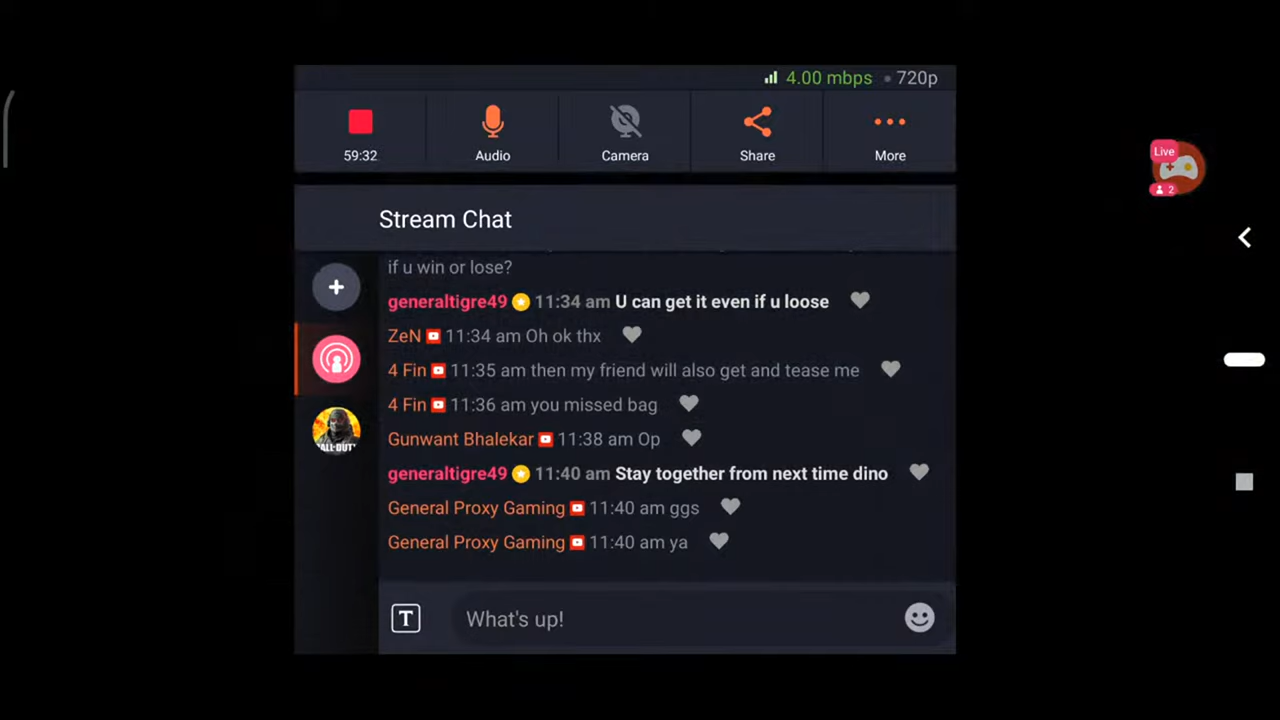 4.00 mbps 720p
59:32
Audio
Camera
Share
More
Live
2
Stream Chat
if u win or lose?
generaltigre49 11:34 am U can get it even if u loose
ZeN 11:34 am Oh ok thx
4 Fin 11:35 am then my friend will also get and tease me
4 Fin 11:36 am you missed bag
Gunwant Bhalekar 11:38 am Op
generaltigre49 11:40 am Stay together from next time dino
General Proxy Gaming 11:40 am ggs
General Proxy Gaming 11:40 am ya
ALL·DUT
T What's up!